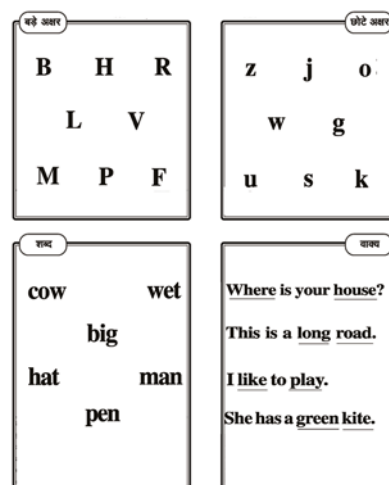 बड़े अक्षर
B H R
L V
M P F
छोटे अक्षर
z j o
w g
u s k
शब्द
cow wet
big
hat man
pen
वाक्य
Where is your house?
This is a long road.
I like to play.
She has a green kite.